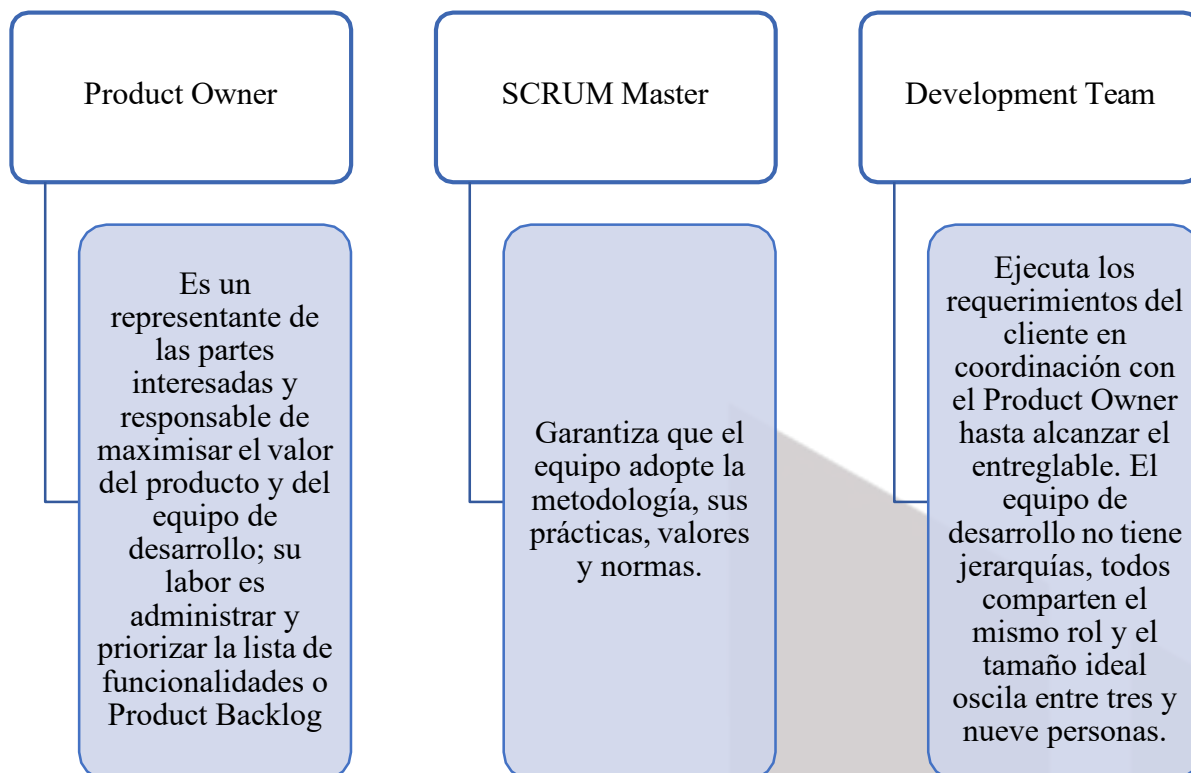 Product Owner
Es un
representante de
las partes
interesadas y
responsable de
maximisar el valor
del producto y del
equipo de
desarrollo; su
labor es
administrar y
priorizar la lista de
funcionalidades o
Product Backlog
SCRUM Master
Garantiza que el
equipo adopte la
metodología, sus
prácticas, valores
y normas.
Development Team
Ejecuta los
requerimientos del
cliente en
coordinación con
el Product Owner
hasta alcanzar el
entreglable. El
equipo de
desarrollo no tiene
jerarquías, todos
comparten el
mismo rol y el
tamaño ideal
oscila entre tres y
nueve personas.